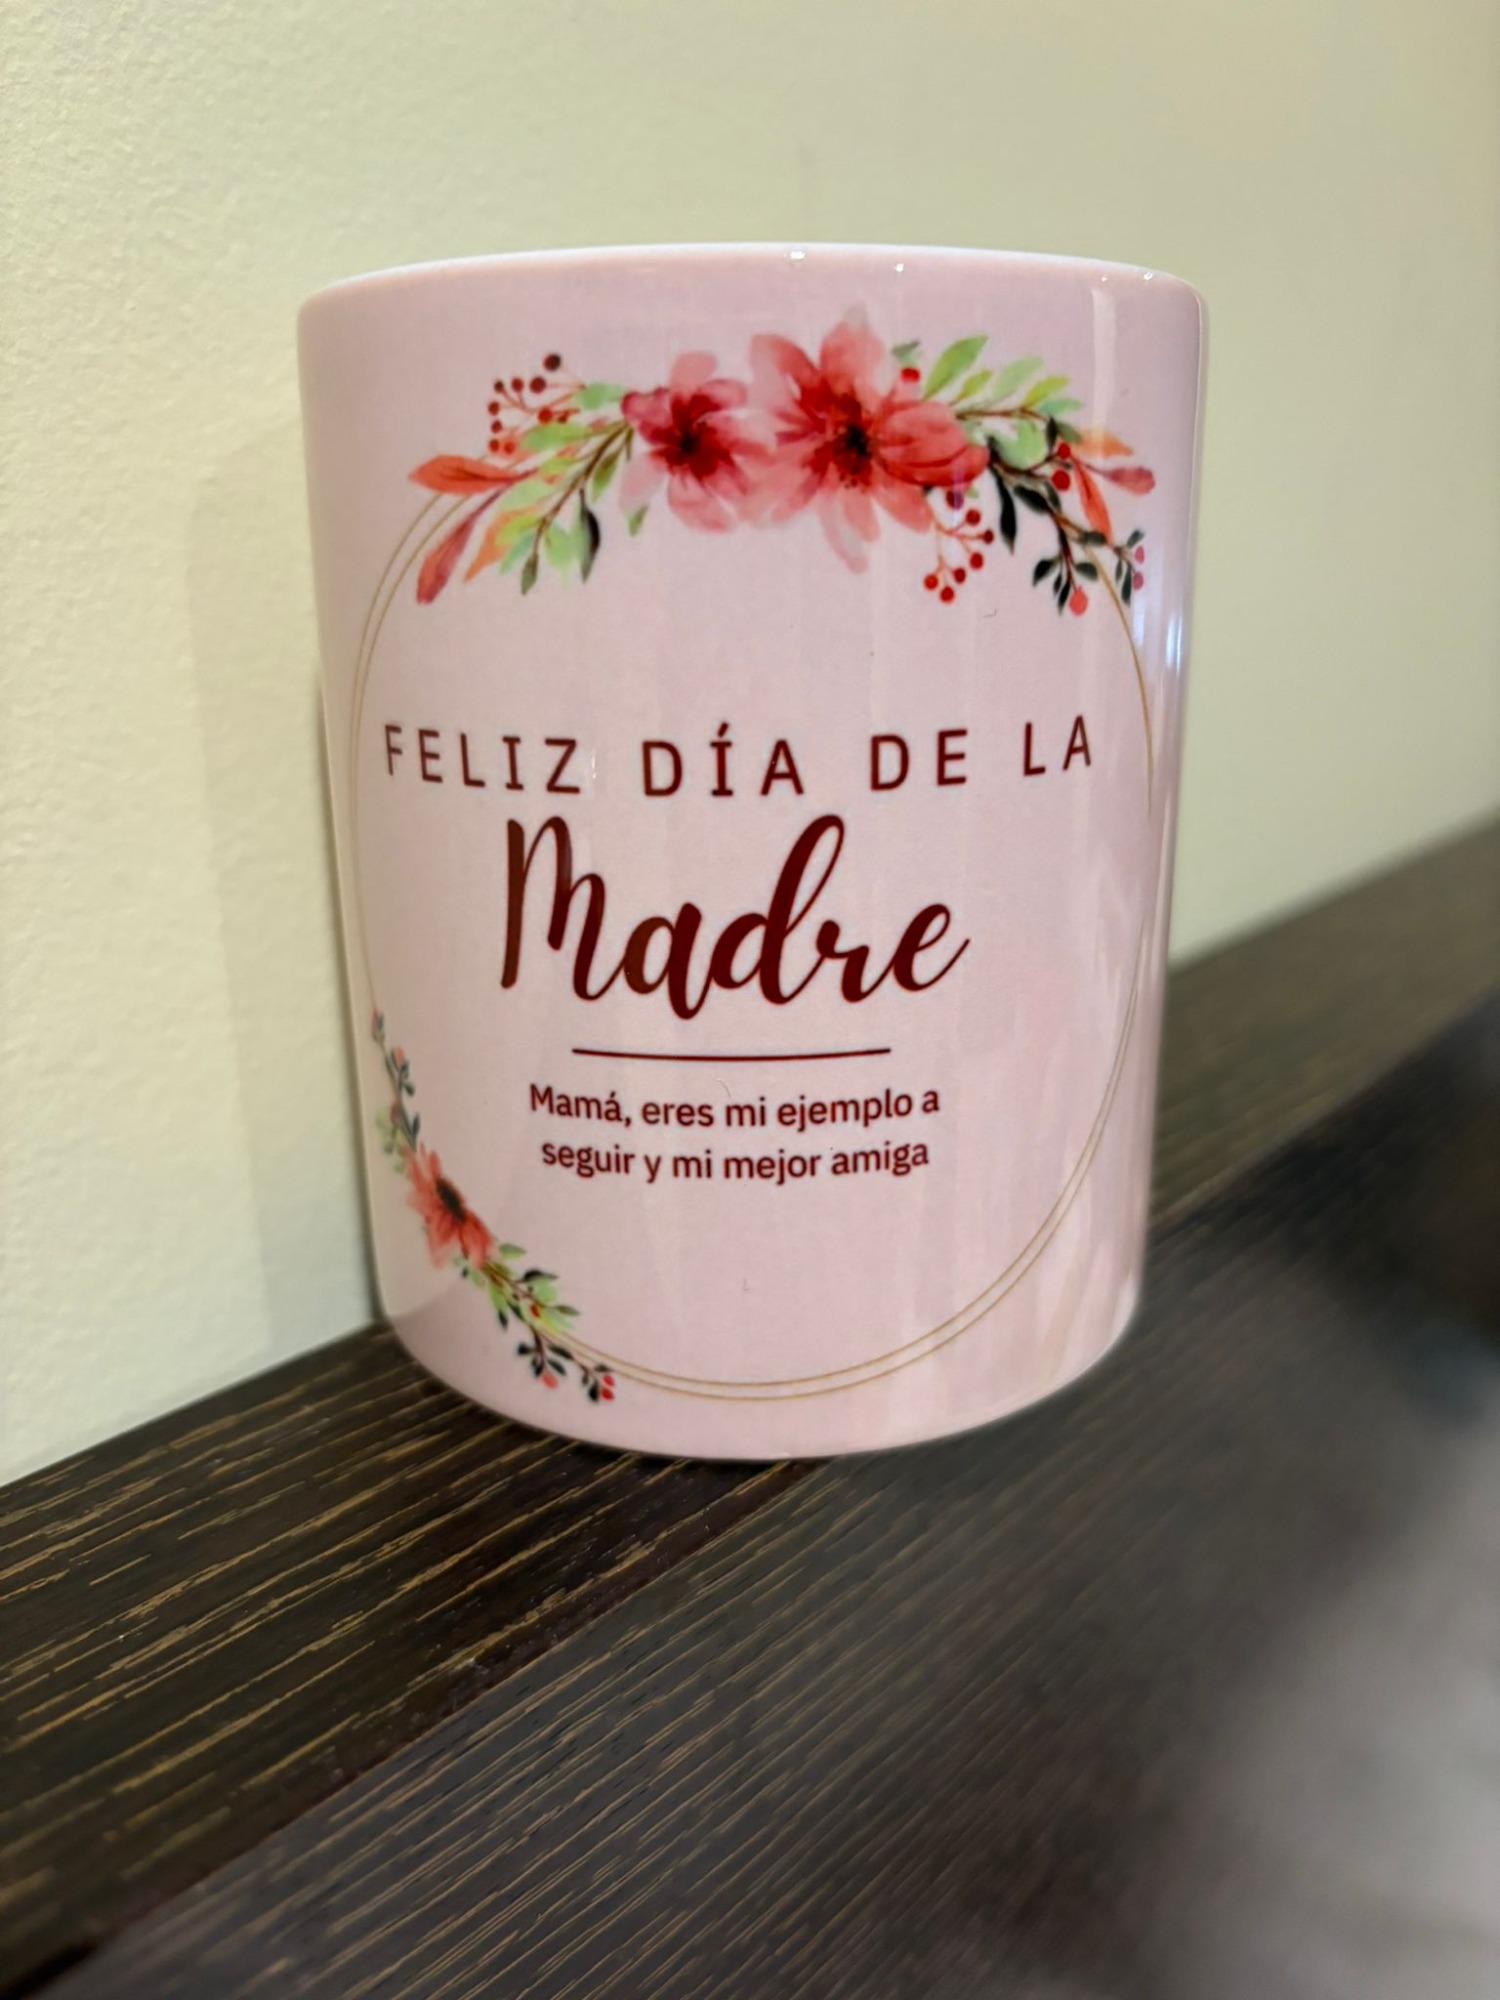 FELIZ DÍA DE LA
Madre
Mamá, eres mi ejemplo a
seguir y mi mejor amiga